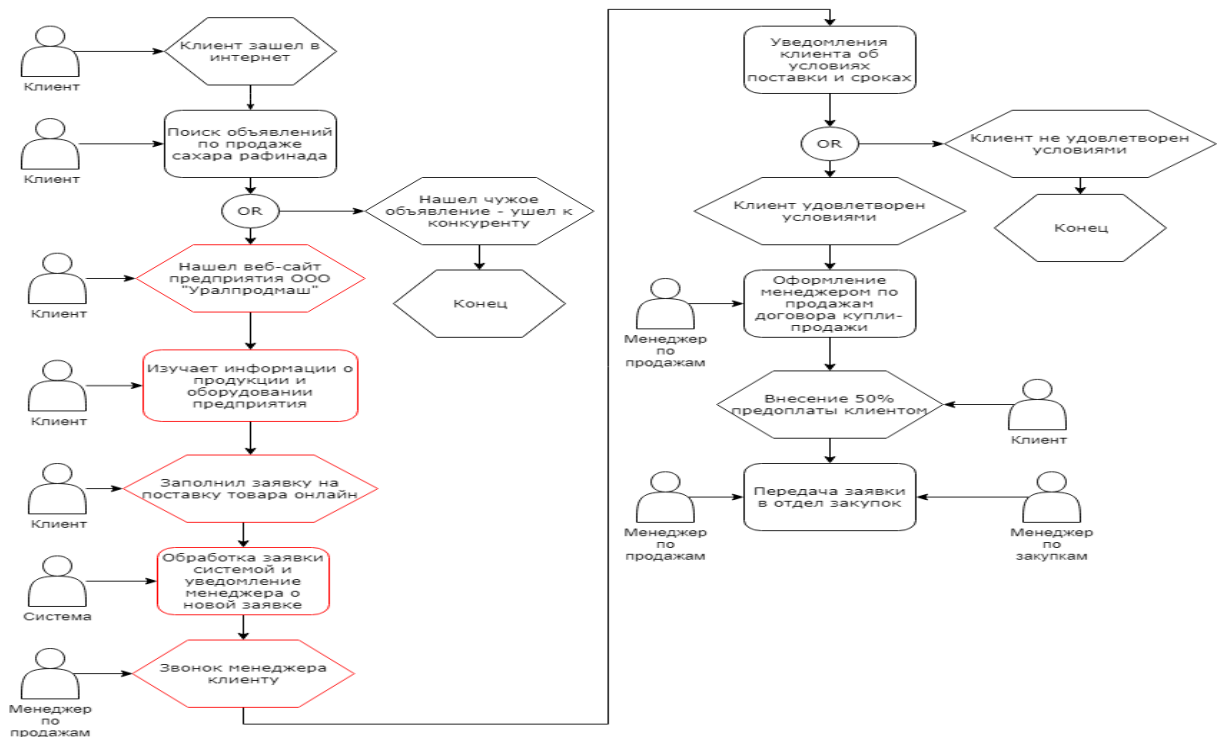 Клиент зашел в
интернет
Клиент
Поиск объявлений
по продаже
сахара рафинада
Клиент
OR
Нашел чужое
объявление - ушел к
конкуренту
Конец
Нашел веб-сайт
предприятия ООО
"Уралпродмаш"
Клиент
Изучает информации о
продукции и
оборудовании
предприятия
Клиент
Заполнил заявку на
поставку товара онлайн
Клиент
Обработка заявки
системой и
уведомление
менеджера о
новой заявке
Система
Звонок менеджера
клиенту
Менеджер
по
продажам
Уведомления
клиента об
условиях
поставки и сроках
OR
Клиент не удовлетворен
условиями
Конец
Клиент удовлетворен
условиями
Оформление
менеджером по
продажам
договора купли-
продажи
Менеджер
по
продажам
Внесение 50%
предоплаты клиентом
Клиент
Передача заявки
в отдел закупок
Менеджер
по
продажам
Менеджер
по
закупкам